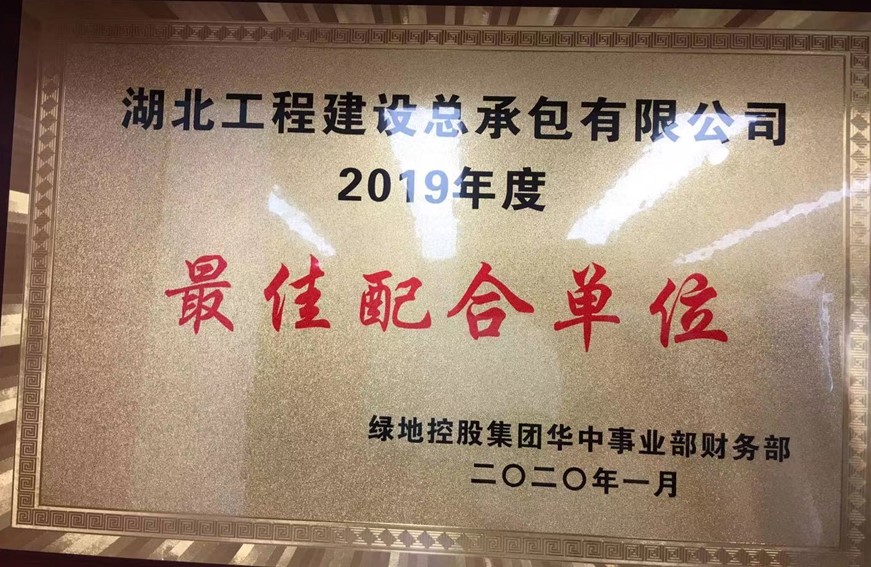 湖北工程建设总承包有限公司
2019年度
最佳配合单位
绿地控股集团华中事业部财务部
二〇二〇年一月